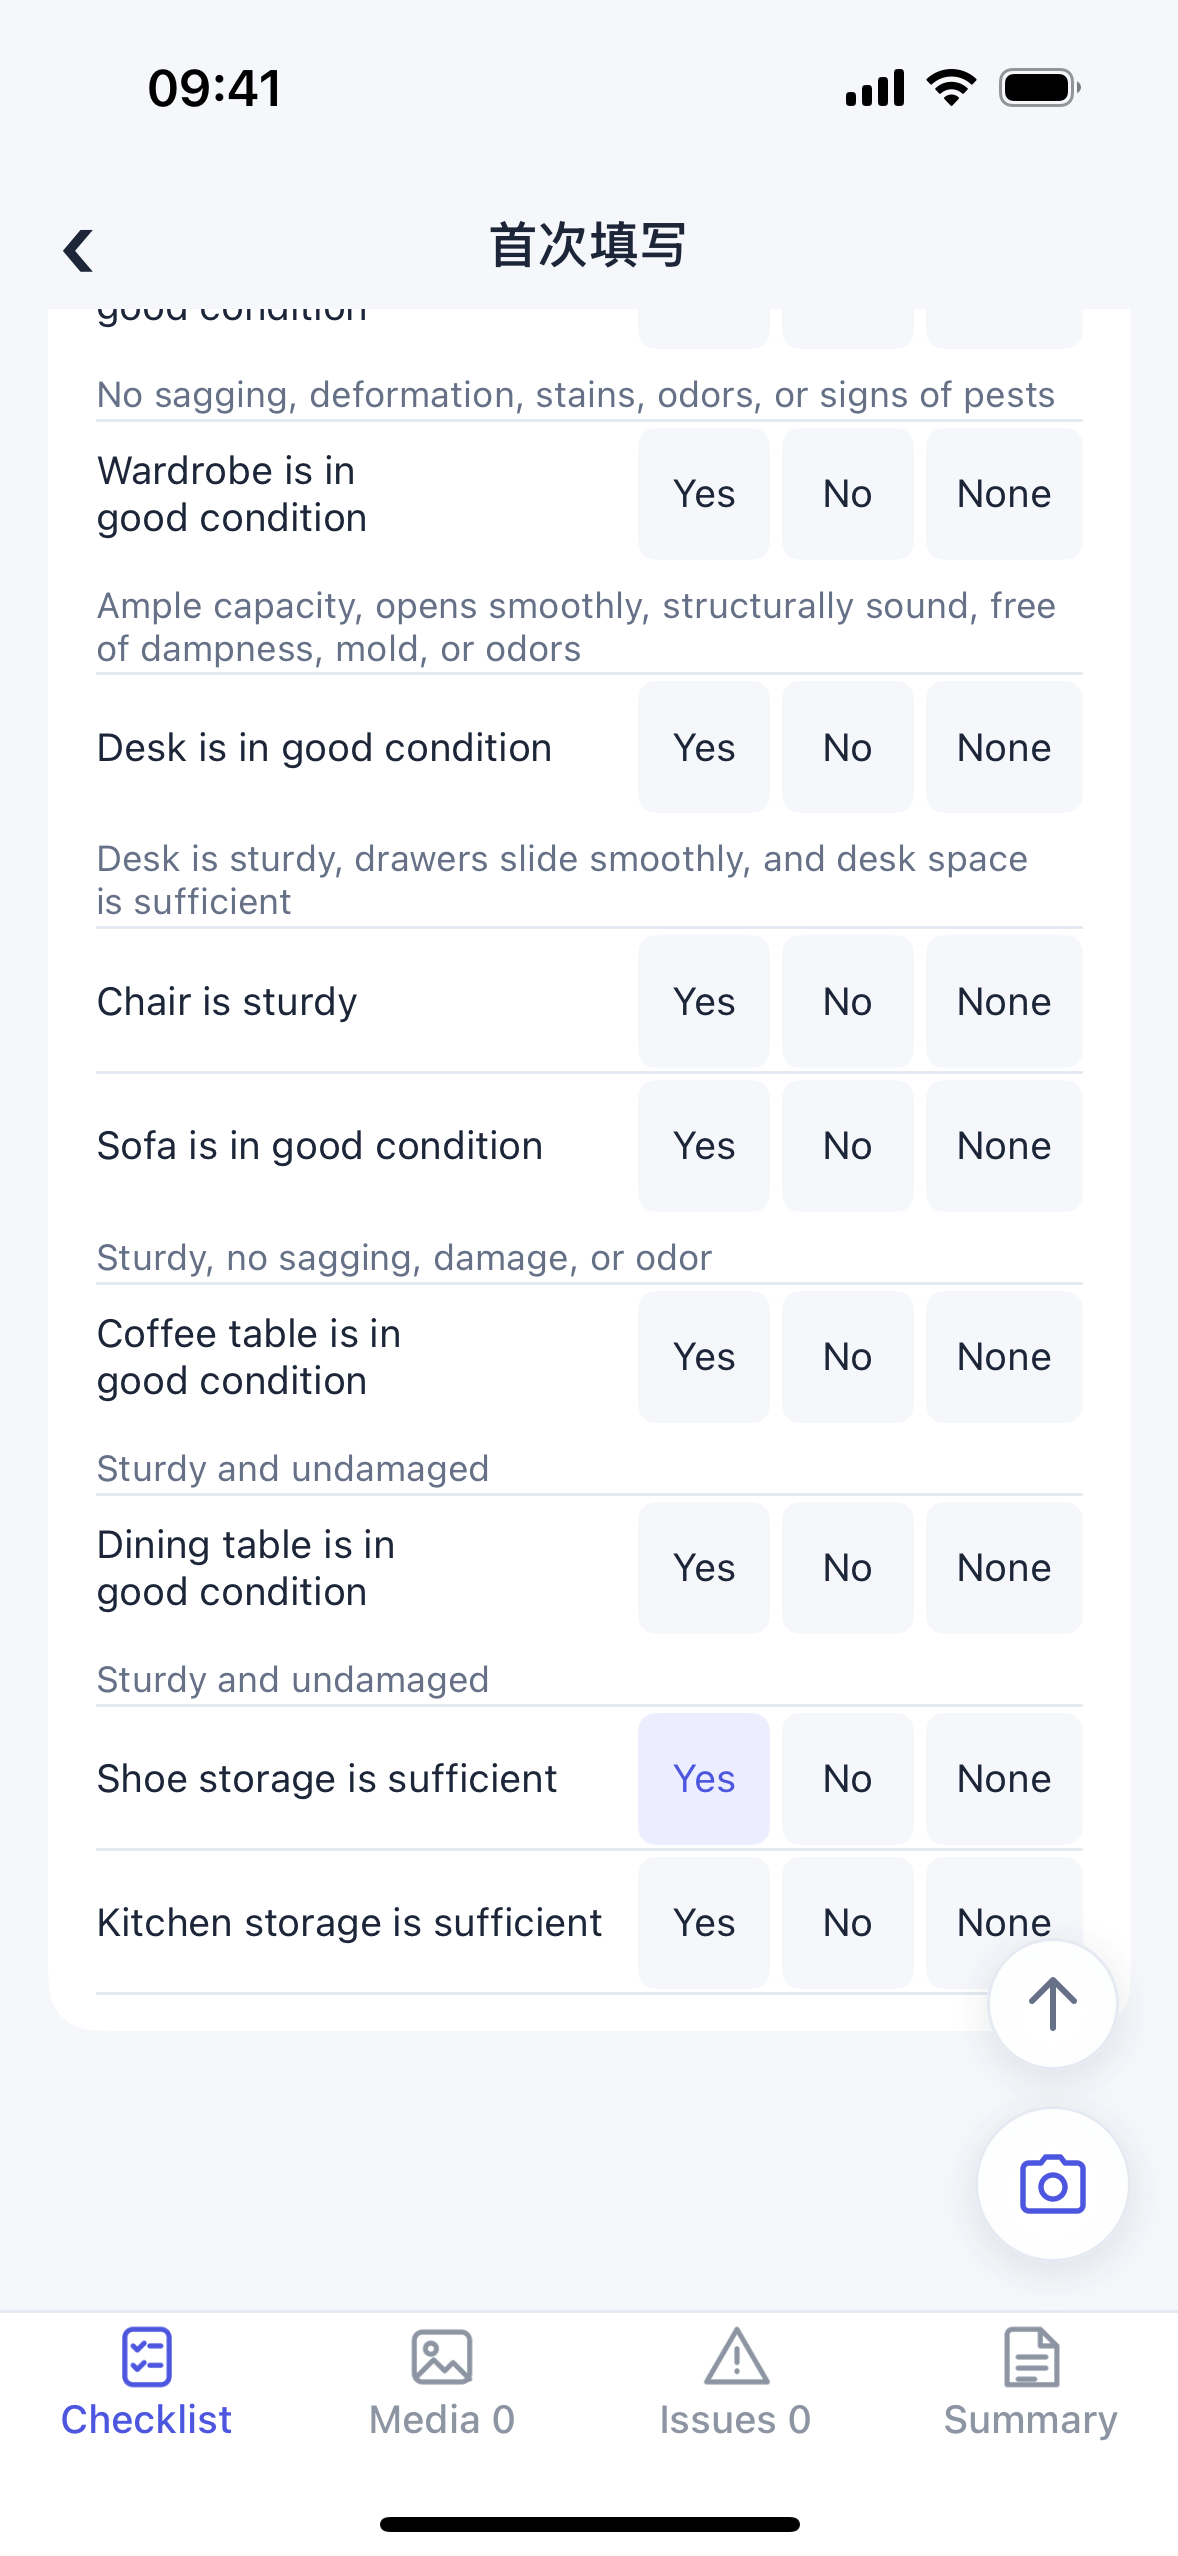 09:41
首次填写
good condition
No sagging, deformation, stains, odors, or signs of pests
Wardrobe is in
good condition
Yes No None
Ample capacity, opens smoothly, structurally sound, free
of dampness, mold, or odors
Desk is in good condition Yes No None
Desk is sturdy, drawers slide smoothly, and desk space
is sufficient
Chair is sturdy Yes No None
Sofa is in good condition Yes No None
Sturdy, no sagging, damage, or odor
Coffee table is in
good condition
Yes No None
Sturdy and undamaged
Dining table is in
good condition
Yes No None
Sturdy and undamaged
Shoe storage is sufficient Yes No None
Kitchen storage is sufficient Yes No None
Checklist Media 0 Issues 0 Summary